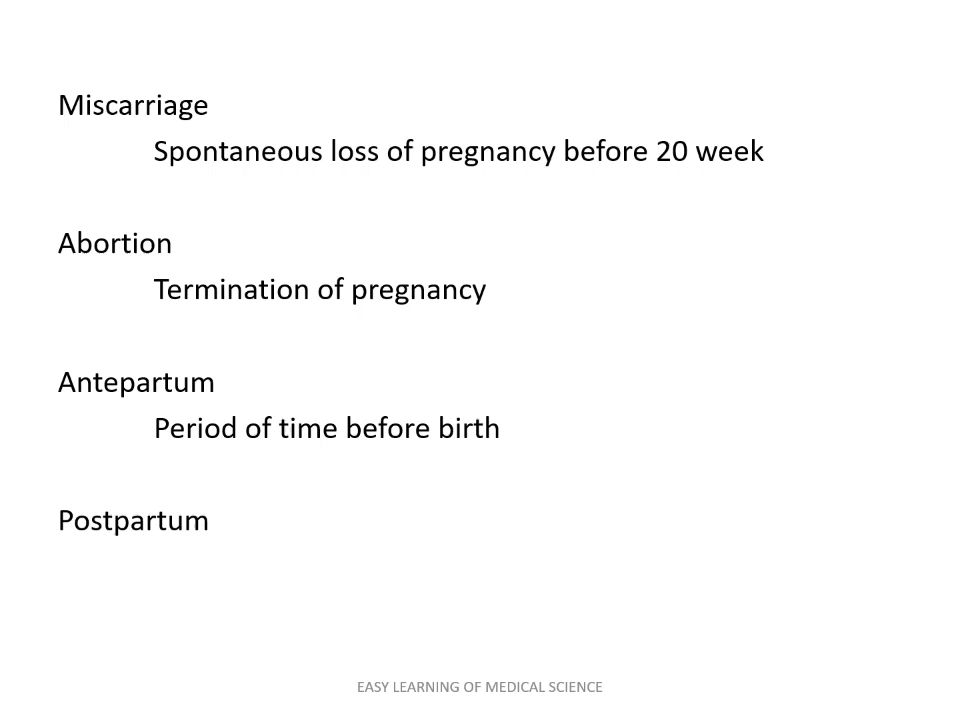 Miscarriage
Spontaneous loss of pregnancy before 20 week
Abortion
Termination of pregnancy
Antepartum
Period of time before birth
Postpartum
EASY LEARNING OF MEDICAL SCIENCE